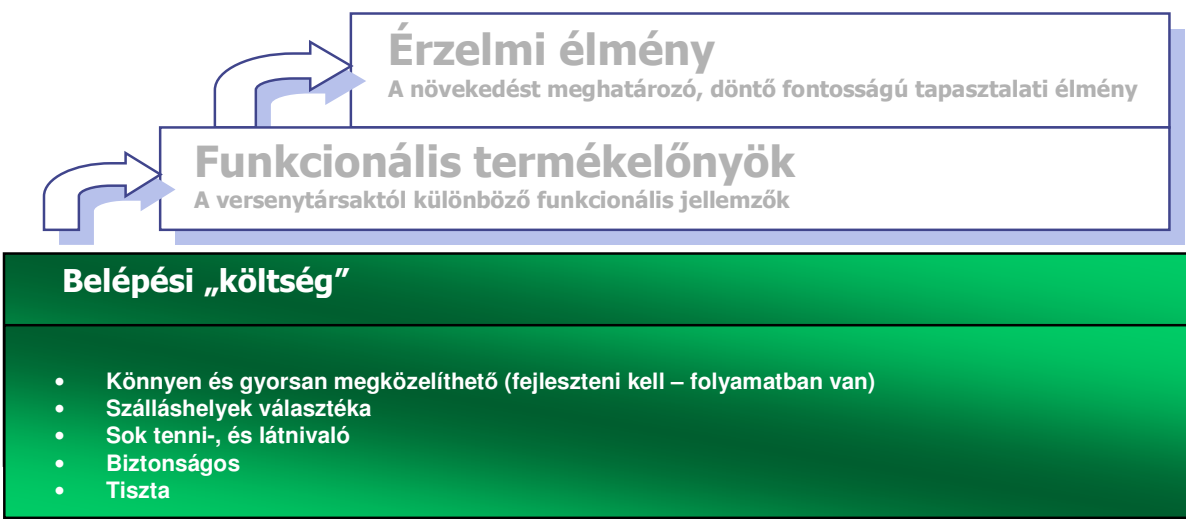 Érzelmi élmény
A növekedést meghatározó, döntő fontosságú tapasztalati élmény
Funkcionális termékelőnyök
A versenytársaktól különböző funkcionális jellemzők
Belépési „költség”
• Könnyen és gyorsan megközelíthető (fejleszteni kell – folyamatban van)
• Szálláshelyek választéka
• Sok tenni-, és látnivaló
• Biztonságos
• Tiszta